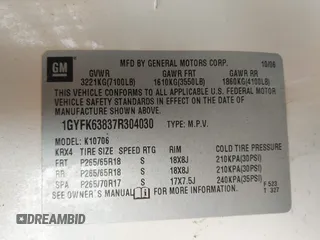 GM
MFD BY GENERAL MOTORS CORP. 10/06
GVWR GAWR FRT GAWR RR
3221KG(7100LB) 1610KG(3550LB) 1860KG(4100LB)
THIS VEHICLE CONFORMS TO ALL APPLICABLE U.S. FEDERAL MOTOR
VEHICLE SAFETY STANDARDS IN EFFECT ON THE DATE OF
MANUFACTURE SHOWN ABOVE.
1GYFK63837R304030 TYPE: M.P.V.
MODEL: K10706
KRX4 TIRE SIZE SPEED RTG RIM COLD TIRE PRESSURE
FRT P265/65R18 S 18X8J 210KPA(30PSI)
RR P265/65R18 S 18X8J 210KPA(30PSI)
SPA P265/70R17 S 17X7.5J 240KPA(35PSI)
SEE OWNER'S MANUAL FOR MORE INFORMATION. F 523
T 337
DREAMBID